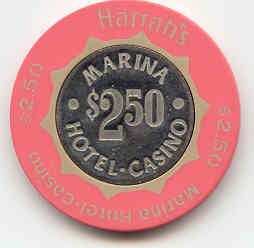 Harrah's
$2.50
$2.50
Marina Hotel-Casino
MARINA
$2.50
HOTEL-CASINO